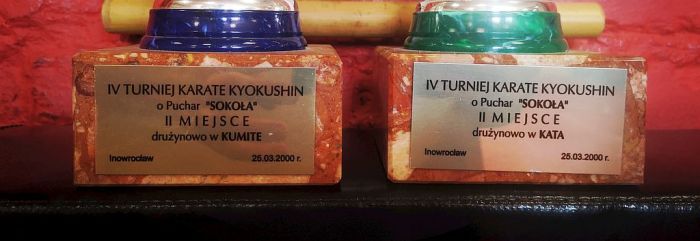 IV TURNIEJ KARATE KYOKUSHIN
o Puchar "SOKOŁA"
II MIEJSCE
drużynowo w KUMITE
Inowrocław 25.03.2000 r.
IV TURNIEJ KARATE KYOKUSHIN
o Puchar "SOKOŁA"
II MIEJSCE
drużynowo w KATA
Inowrocław 25.03.2000 r.